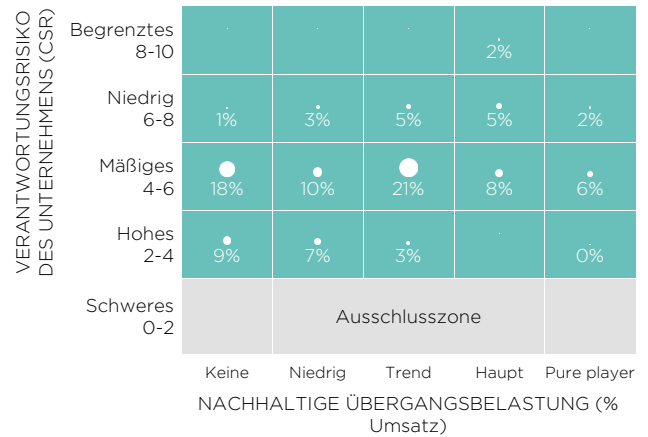 VERANTWORTUNGSRISIKO
DES UNTERNEHMENS (CSR)
Begrenztes
8-10
2%
Niedrig
6-8
1% 3% 5% 5% 2%
Mäßiges
4-6
18% 10% 21% 8% 6%
Hohes
2-4
9% 7% 3% 0%
Schweres
0-2
Ausschlusszone
Keine Niedrig Trend Haupt Pure player
NACHHALTIGE ÜBERGANGSBELASTUNG (%
Umsatz)